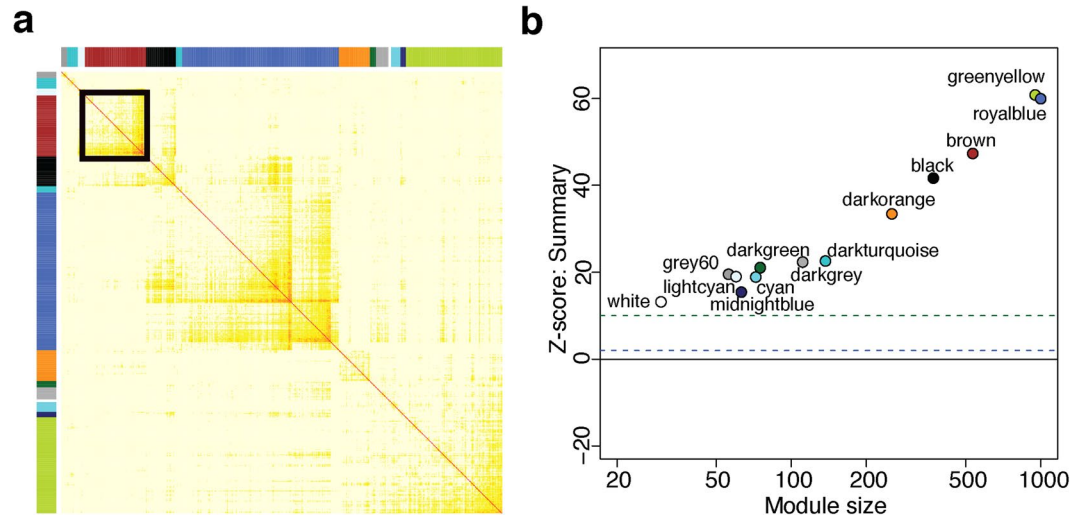 a
b
greenyellow
royalblue
brown
black
darkorange
darkgreen
darkturquoise
grey60
darkgrey
lightcyan
cyan
white
midnightblue
Z-score: Summary
60
40
20
0
−20
20
50
100
200
500
1000
Module size